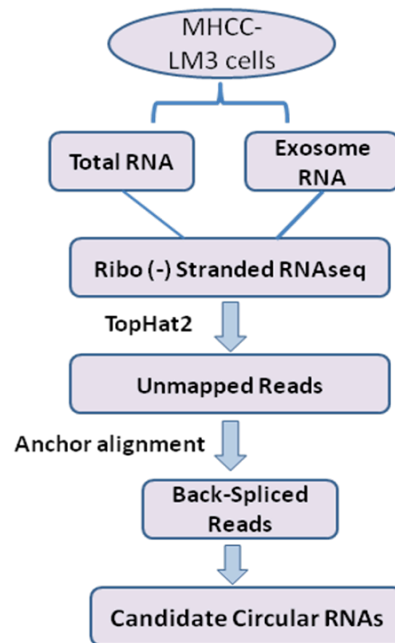 MHCC-
LM3 cells
Total RNA
Exosome
RNA
Ribo (-) Stranded RNAseq
TopHat2
Unmapped Reads
Anchor alignment
Back-Spliced
Reads
Candidate Circular RNAs